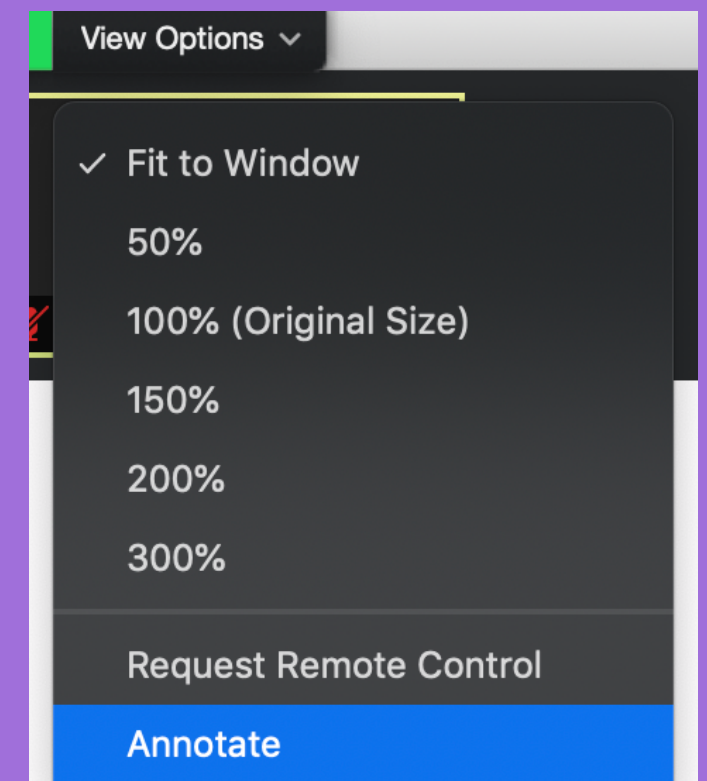 View Options
Fit to Window
50%
100% (Original Size)
150%
200%
300%
Request Remote Control
Annotate